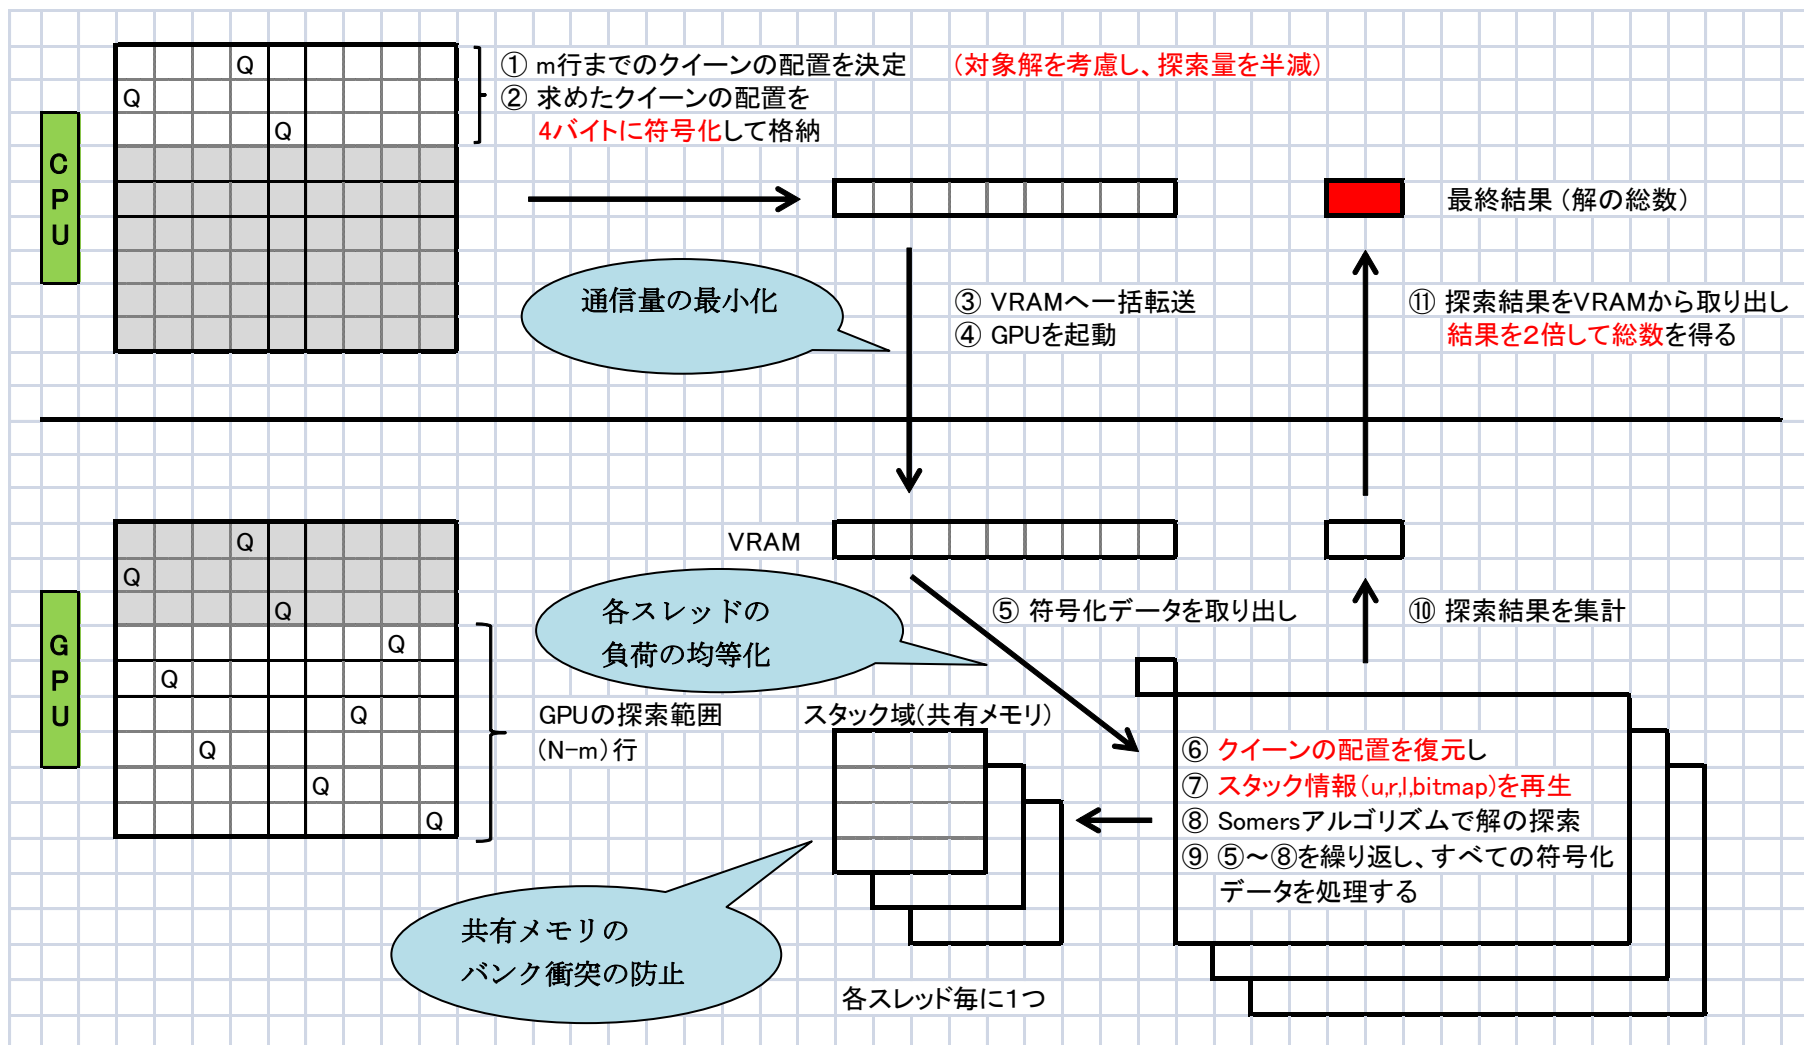 CPU
Q
Q
Q
① m行までのクイーンの配置を決定 (対象解を考慮し、探索量を半減)
② 求めたクイーンの配置を
4バイトに符号化して格納
最終結果（解の総数）
通信量の最小化
③ VRAMへ一括転送
④ GPUを起動
⑪ 探索結果をVRAMから取り出し
結果を２倍して総数を得る
GPU
Q
Q
Q
Q
Q
Q
Q
Q
Q
GPUの探索範囲
(N-m)行
VRAM
各スレッドの
負荷の均等化
⑤ 符号化データを取り出し
⑩ 探索結果を集計
スタック域(共有メモリ)
⑥ クイーンの配置を復元し
⑦ スタック情報(u,r,l,bitmap)を再生
⑧ Somersアルゴリズムで解の探索
⑨ ⑤～⑧を繰り返し、すべての符号化
データを処理する
共有メモリの
バンク衝突の防止
各スレッド毎に１つ